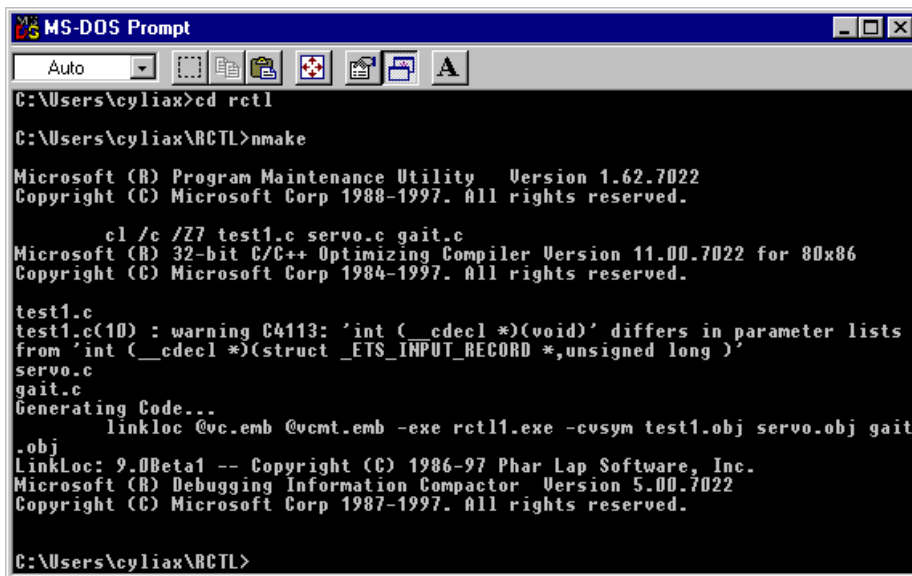 MS-DOS Prompt
Auto
A
C:\Users\cyliax>cd rctl
C:\Users\cyliax\RCTL>nmake
Microsoft (R) Program Maintenance Utility   Version 1.62.7022
Copyright (C) Microsoft Corp 1988-1997. All rights reserved.
cl /c /Z7 test1.c servo.c gait.c
Microsoft (R) 32-bit C/C++ Optimizing Compiler Version 11.00.7022 for 80x86
Copyright (C) Microsoft Corp 1984-1997. All rights reserved.
test1.c
test1.c(10) : warning C4113: 'int (__cdecl *)(void)' differs in parameter lists
from 'int (__cdecl *)(struct _ETS_INPUT_RECORD *,unsigned long )'
servo.c
gait.c
Generating Code...
linkloc @vc.emb @vcmt.emb -exe rctl1.exe -cvsym test1.obj servo.obj gait
.obj
LinkLoc: 9.0Beta1 -- Copyright (C) 1986-97 Phar Lap Software, Inc.
Microsoft (R) Debugging Information Compactor  Version 5.00.7022
Copyright (C) Microsoft Corp 1987-1997. All rights reserved.
C:\Users\cyliax\RCTL>